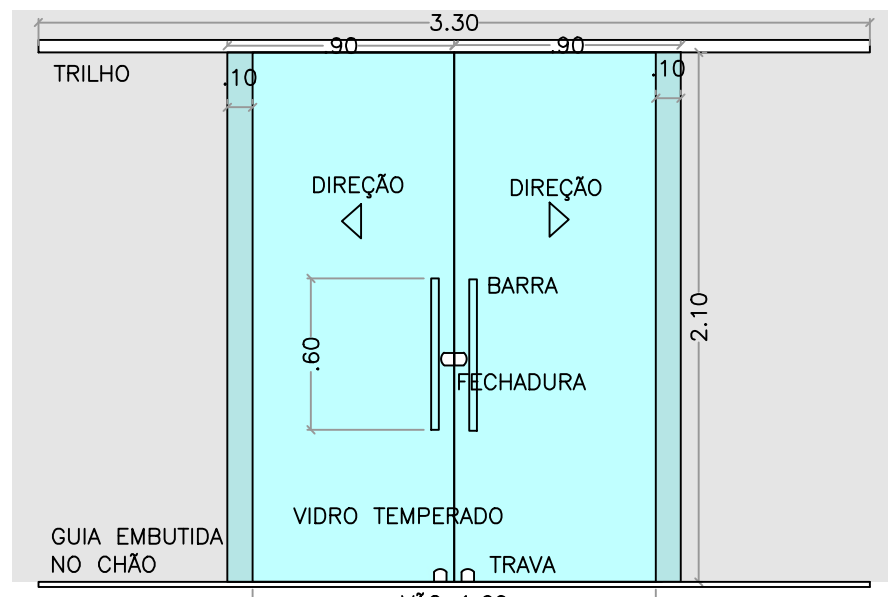 3.30
.90 .90
TRILHO
.10 .10
DIREÇÃO DIREÇÃO
BARRA
2.10
.60
FECHADURA
VIDRO TEMPERADO
GUIA EMBUTIDA
NO CHÃO
TRAVA